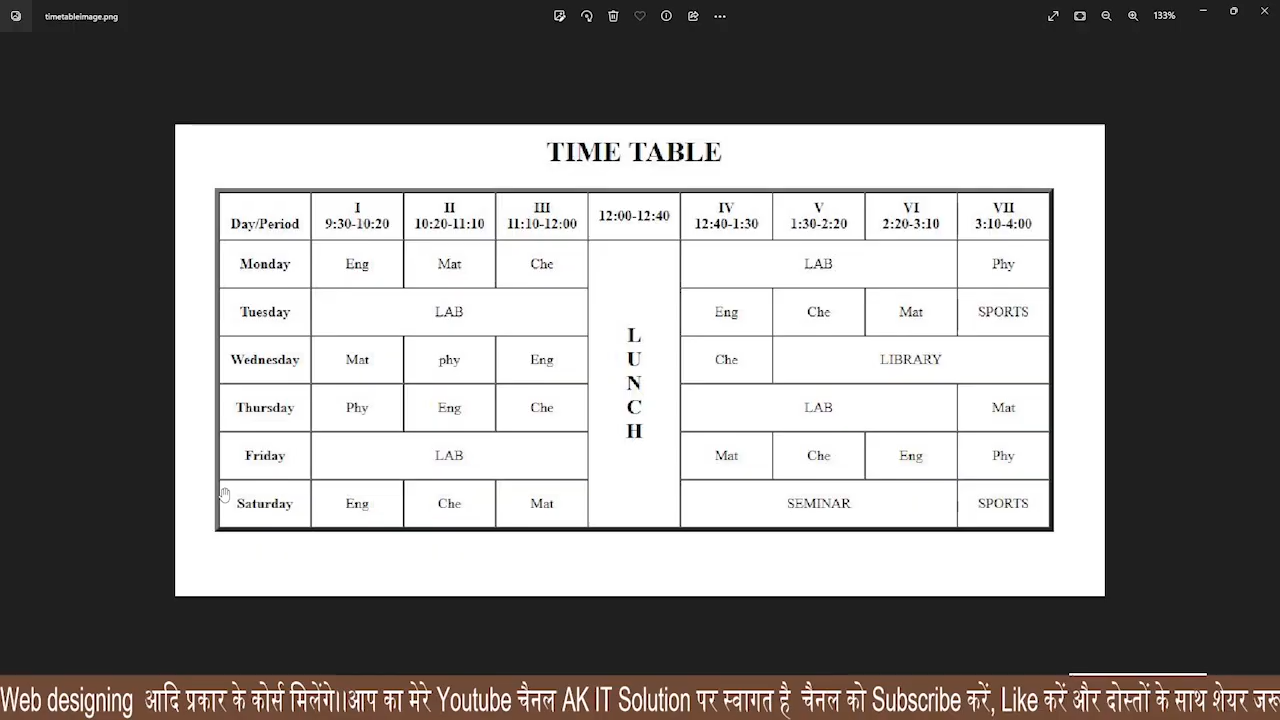 timetableimage.png
133%
TIME TABLE
Day/Period I 9:30-10:20 II 10:20-11:10 III 11:10-12:00 12:00-12:40 IV 12:40-1:30 V 1:30-2:20 VI 2:20-3:10 VII 3:10-4:00
Monday Eng Mat Che LUNCH LAB Phy
Tuesday LAB Eng Che Mat SPORTS
Wednesday Mat phy Eng Che LIBRARY
Thursday Phy Eng Che LAB Mat
Friday LAB Mat Che Eng Phy
Saturday Eng Che Mat SEMINAR SPORTS
Web designing आदि प्रकार के कोर्स मिलेंगे।।आप का मेरे Youtube चैनल AK IT Solution पर स्वागत है चैनल को Subscribe करें, Like करें और दोस्तों के साथ शेयर जरू